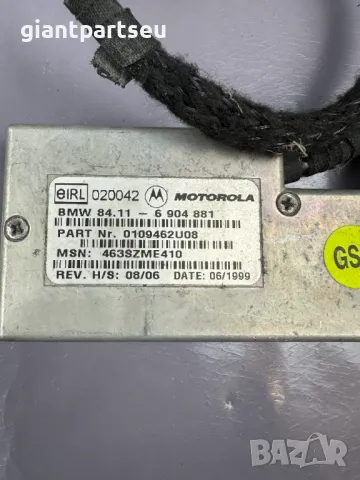 giantpartseu
eIRL 020042 MOTOROLA
BMW 84.11 - 6 904 881
PART Nr. 0109462U08
MSN: 463SZME410
REV. H/S: 08/06 DATE: 06/1999
GS
BAZAR